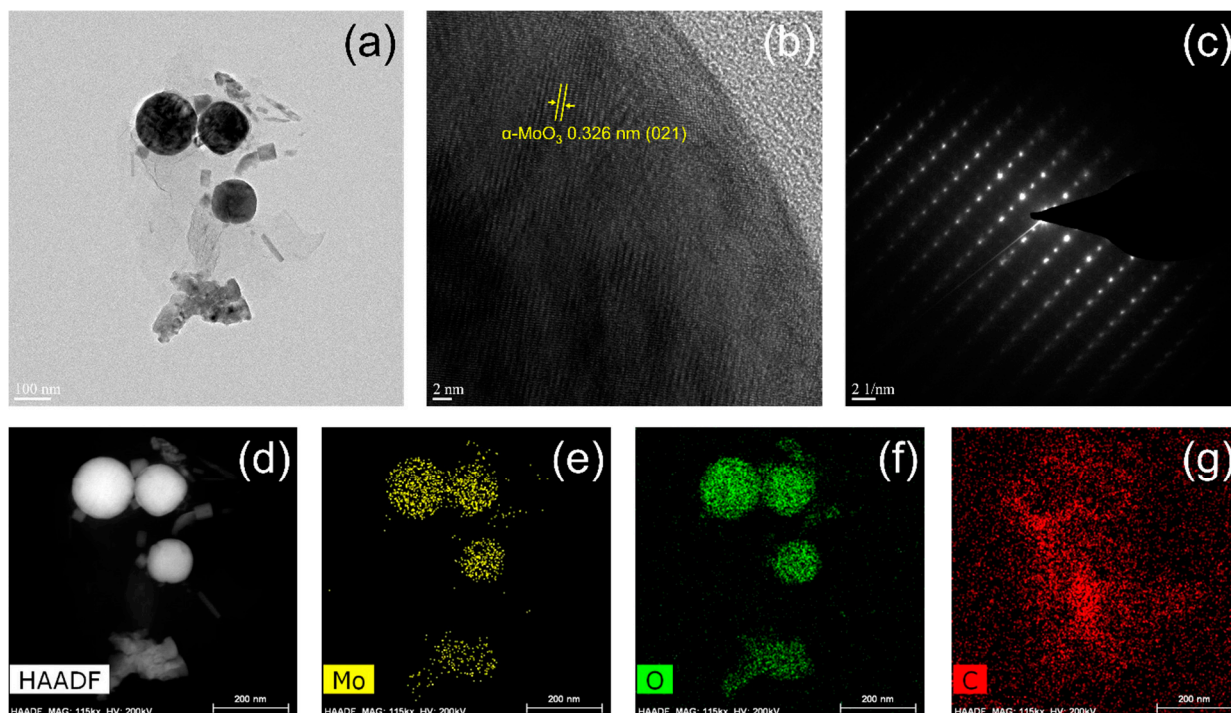 (a)
100 nm
(b)
α-MoO₃ 0.326 nm (021)
2 nm
(c)
2 1/nm
(d)
HAADF
200 nm
HAADF MAG: 115kx HV: 200kV
(e)
Mo
200 nm
HAADF MAG: 115kx HV: 200kV
(f)
O
200 nm
HAADF MAG: 115kx HV: 200kV
(g)
C
200 nm
HAADF MAG: 115kx HV: 200kV